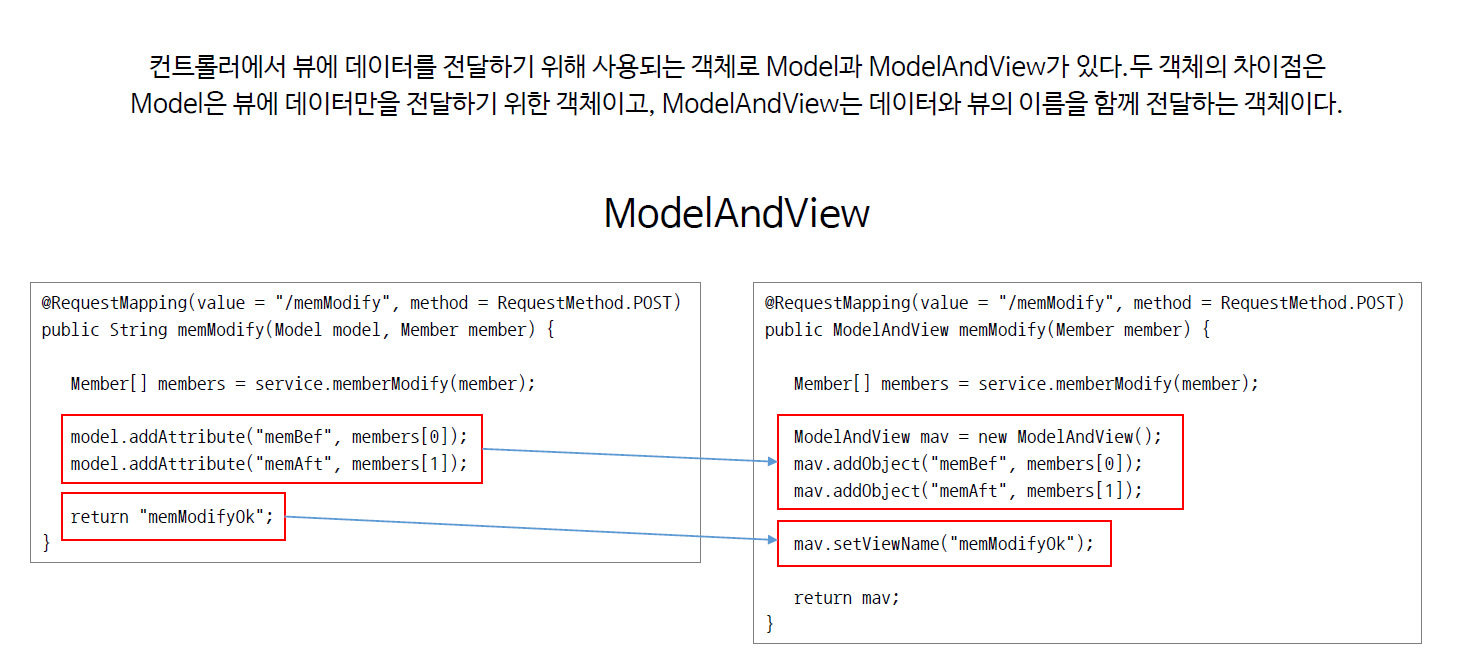 컨트롤러에서 뷰에 데이터를 전달하기 위해 사용되는 객체로 Model과 ModelAndView가 있다.두 객체의 차이점은
Model은 뷰에 데이터만을 전달하기 위한 객체이고, ModelAndView는 데이터와 뷰의 이름을 함께 전달하는 객체이다.
ModelAndView
@RequestMapping(value = "/memModify", method = RequestMethod.POST)
public String memModify(Model model, Member member) {
Member[] members = service.memberModify(member);
model.addAttribute("memBef", members[0]);
model.addAttribute("memAft", members[1]);
return "memModifyOk";
}
@RequestMapping(value = "/memModify", method = RequestMethod.POST)
public ModelAndView memModify(Member member) {
Member[] members = service.memberModify(member);
ModelAndView mav = new ModelAndView();
mav.addObject("memBef", members[0]);
mav.addObject("memAft", members[1]);
mav.setViewName("memModifyOk");
return mav;
}